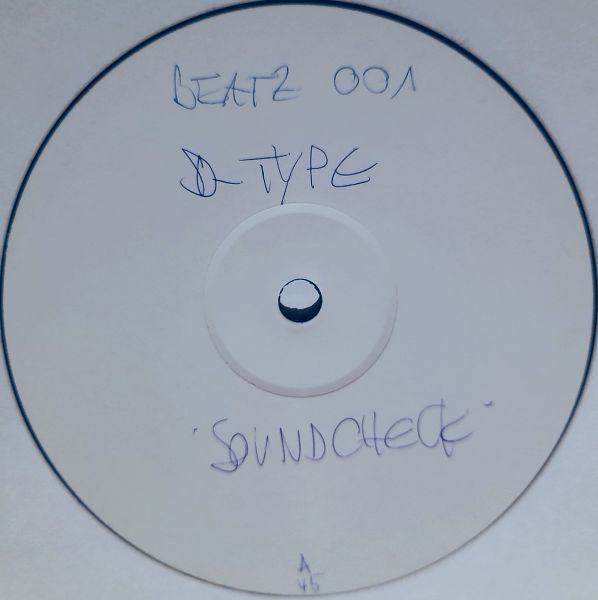 BEATZ 001
D-TYPE
"SOUNDCHECK"
A
45